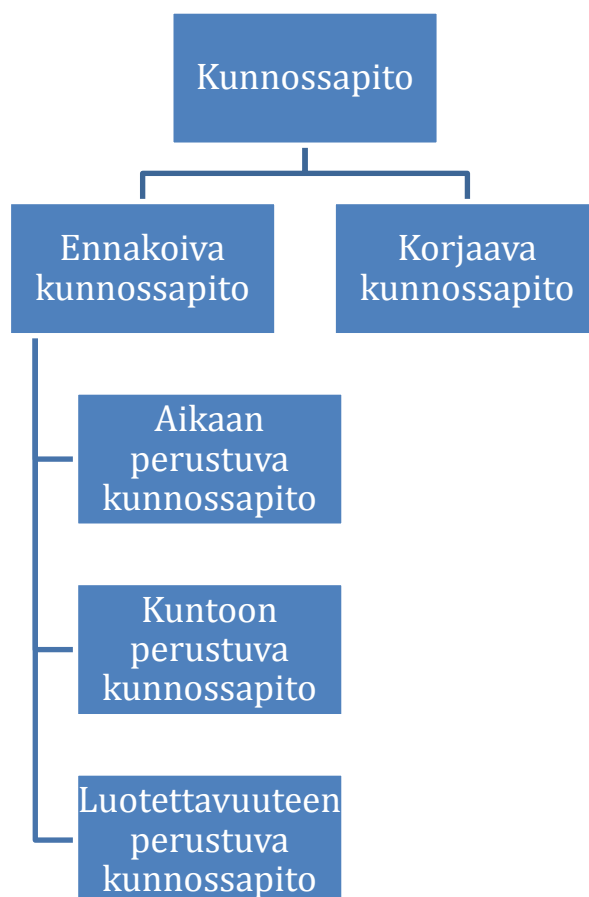 Kunnossapito
Ennakoiva
kunnossapito
Korjaava
kunnossapito
Aikaan
perustuva
kunnossapito
Kuntoon
perustuva
kunnossapito
Luotettavuuteen
perustuva
kunnossapito